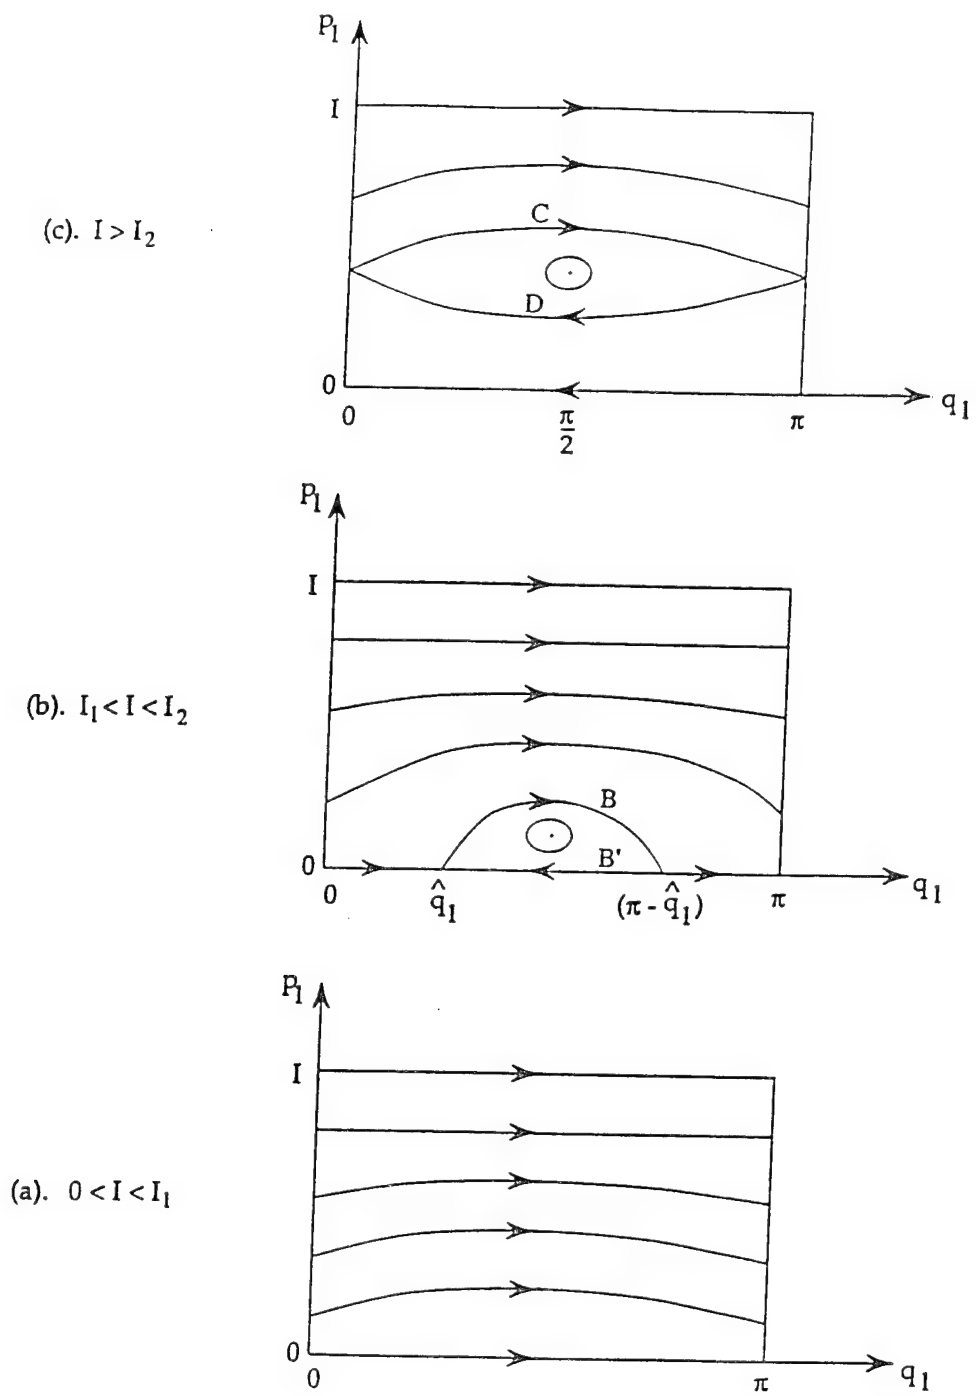 p₁
I
(c). I > I₂
C
D
0
0
π/2
π
q₁
p₁
I
(b). I₁ < I < I₂
B
B'
0
0
q̂₁
(π - q̂₁)
π
q₁
p₁
I
(a). 0 < I < I₁
0
0
π
q₁